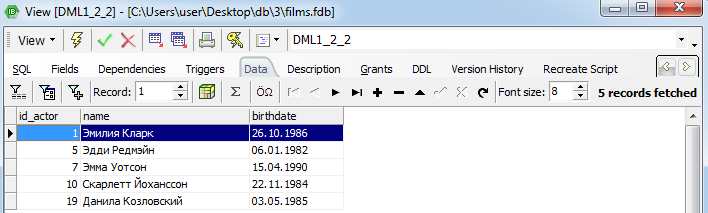 View [DML1_2_2] - [C:\Users\user\Desktop\db\3\films.fdb]
View DML1_2_2
SQL Fields Dependencies Triggers Data Description Grants DDL Version History Recreate Script
Record: 1 Σ ÖΩ Font size: 8 5 records fetched
id_actor name birthdate
1 Эмилия Кларк 26.10.1986
5 Эдди Редмэйн 06.01.1982
7 Эмма Уотсон 15.04.1990
10 Скарлетт Йоханссон 22.11.1984
19 Данила Козловский 03.05.1985